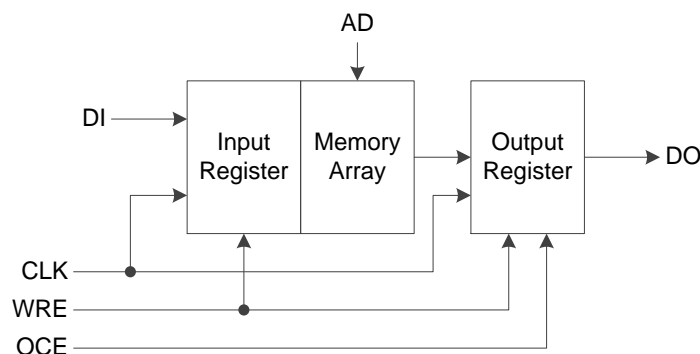 AD
DI
Input
Register
Memory
Array
Output
Register
DO
CLK
WRE
OCE